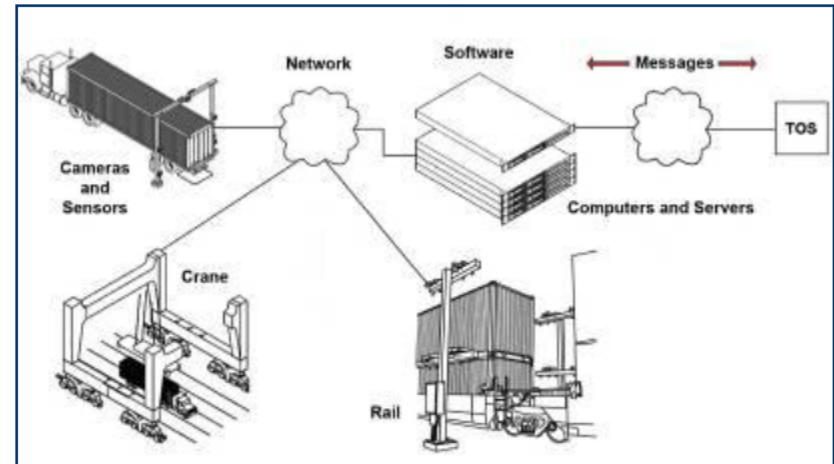 Network
Software
Messages
TOS
Cameras
and
Sensors
Computers and Servers
Crane
Rail